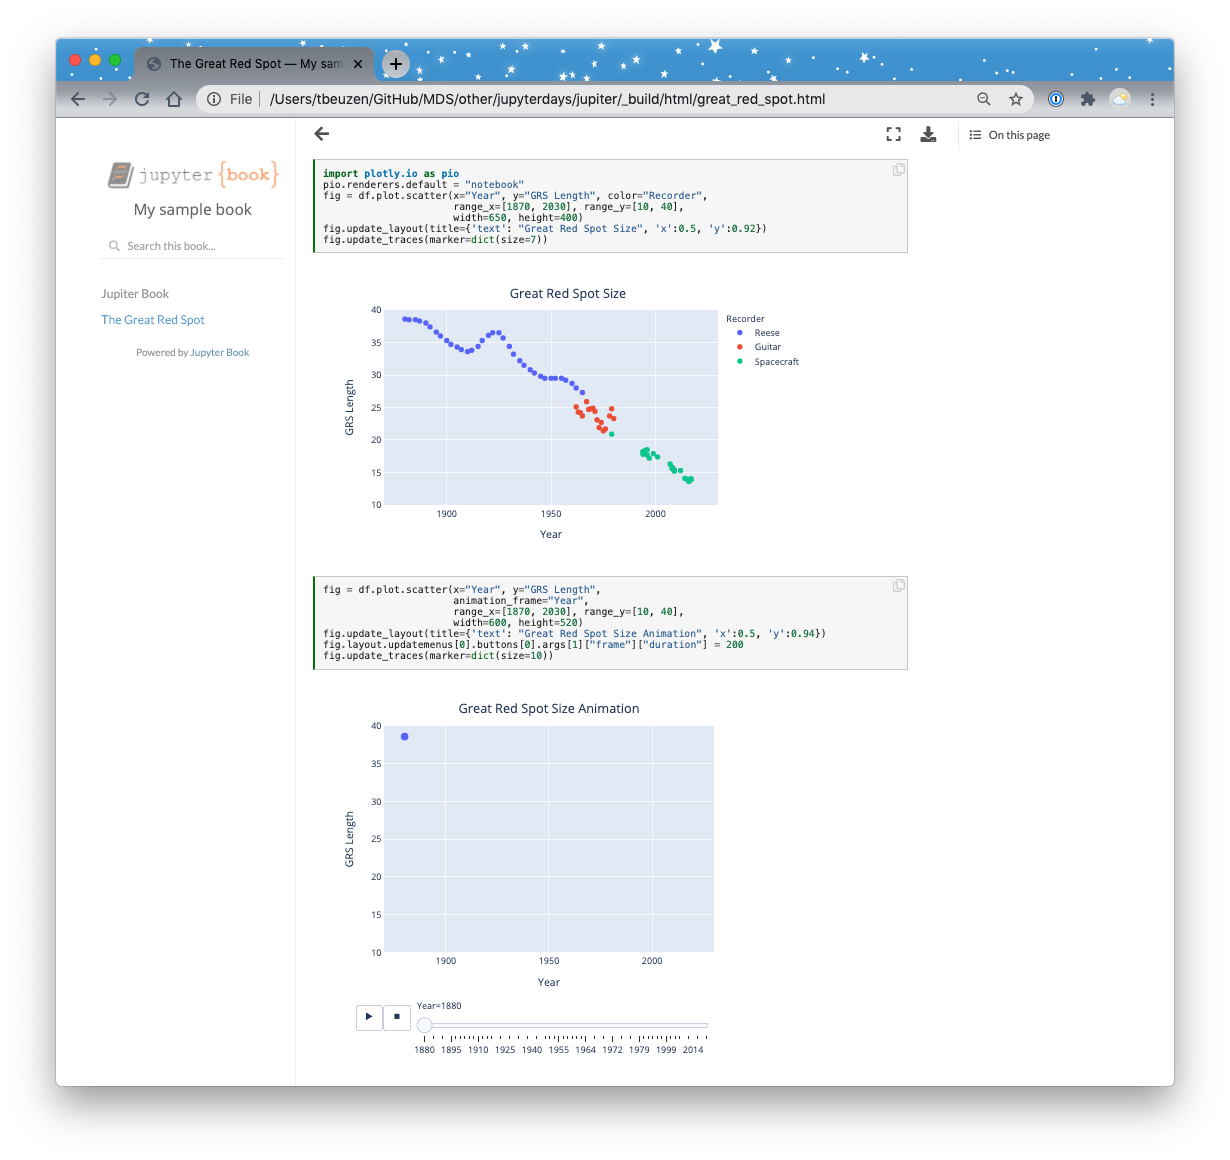 The Great Red Spot — My sam
File
/Users/tbeuzen/GitHub/MDS/other/jupyterdays/jupiter/_build/html/great_red_spot.html
jupyter {book}
My sample book
Search this book...
Jupiter Book
The Great Red Spot
Powered by Jupyter Book
On this page
import plotly.io as pio
pio.renderers.default = "notebook"
fig = df.plot.scatter(x="Year", y="GRS Length", color="Recorder",
range_x=[1870, 2030], range_y=[10, 40],
width=650, height=400)
fig.update_layout(title={'text': "Great Red Spot Size", 'x':0.5, 'y':0.92})
fig.update_traces(marker=dict(size=7))
Great Red Spot Size
40
35
30
25
20
15
10
GRS Length
1900 1950 2000
Year
Recorder
Reese
Guitar
Spacecraft
fig = df.plot.scatter(x="Year", y="GRS Length",
animation_frame="Year",
range_x=[1870, 2030], range_y=[10, 40],
width=600, height=520)
fig.update_layout(title={'text': "Great Red Spot Size Animation", 'x':0.5, 'y':0.94})
fig.layout.updatemenus[0].buttons[0].args[1]["frame"]["duration"] = 200
fig.update_traces(marker=dict(size=10))
Great Red Spot Size Animation
40
35
30
25
20
15
10
GRS Length
1900 1950 2000
Year
Year=1880
1880 1895 1910 1925 1940 1955 1964 1972 1979 1999 2014